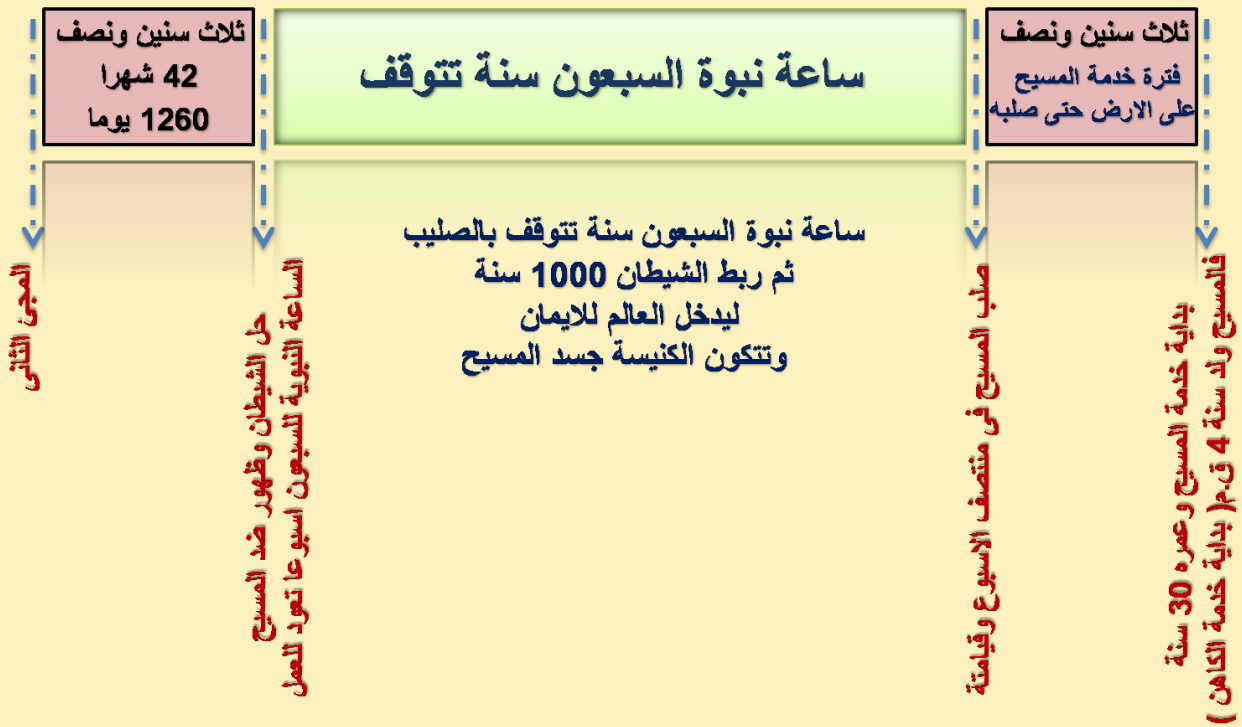 ثلاث سنين ونصف
فترة خدمة المسيح
على الارض حتى صلبه
ساعة نبوة السبعون سنة تتوقف
ثلاث سنين ونصف
42 شهرا
1260 يوما
ساعة نبوة السبعون سنة تتوقف بالصليب
ثم ربط الشيطان 1000 سنة
ليدخل العالم للايمان
وتتكون الكنيسة جسد المسيح
بداية خدمة المسيح وعمره 30 سنة
فالمسيح ولد سنة 4 ق.م( بداية خدمة الكاهن )
صلب المسيح فى منتصف الاسبوع وقيامتة
حل الشيطان وظهور ضد المسيح
الساعة النبوية للسبعون اسبوعا تعود للعمل
المجئ الثانى